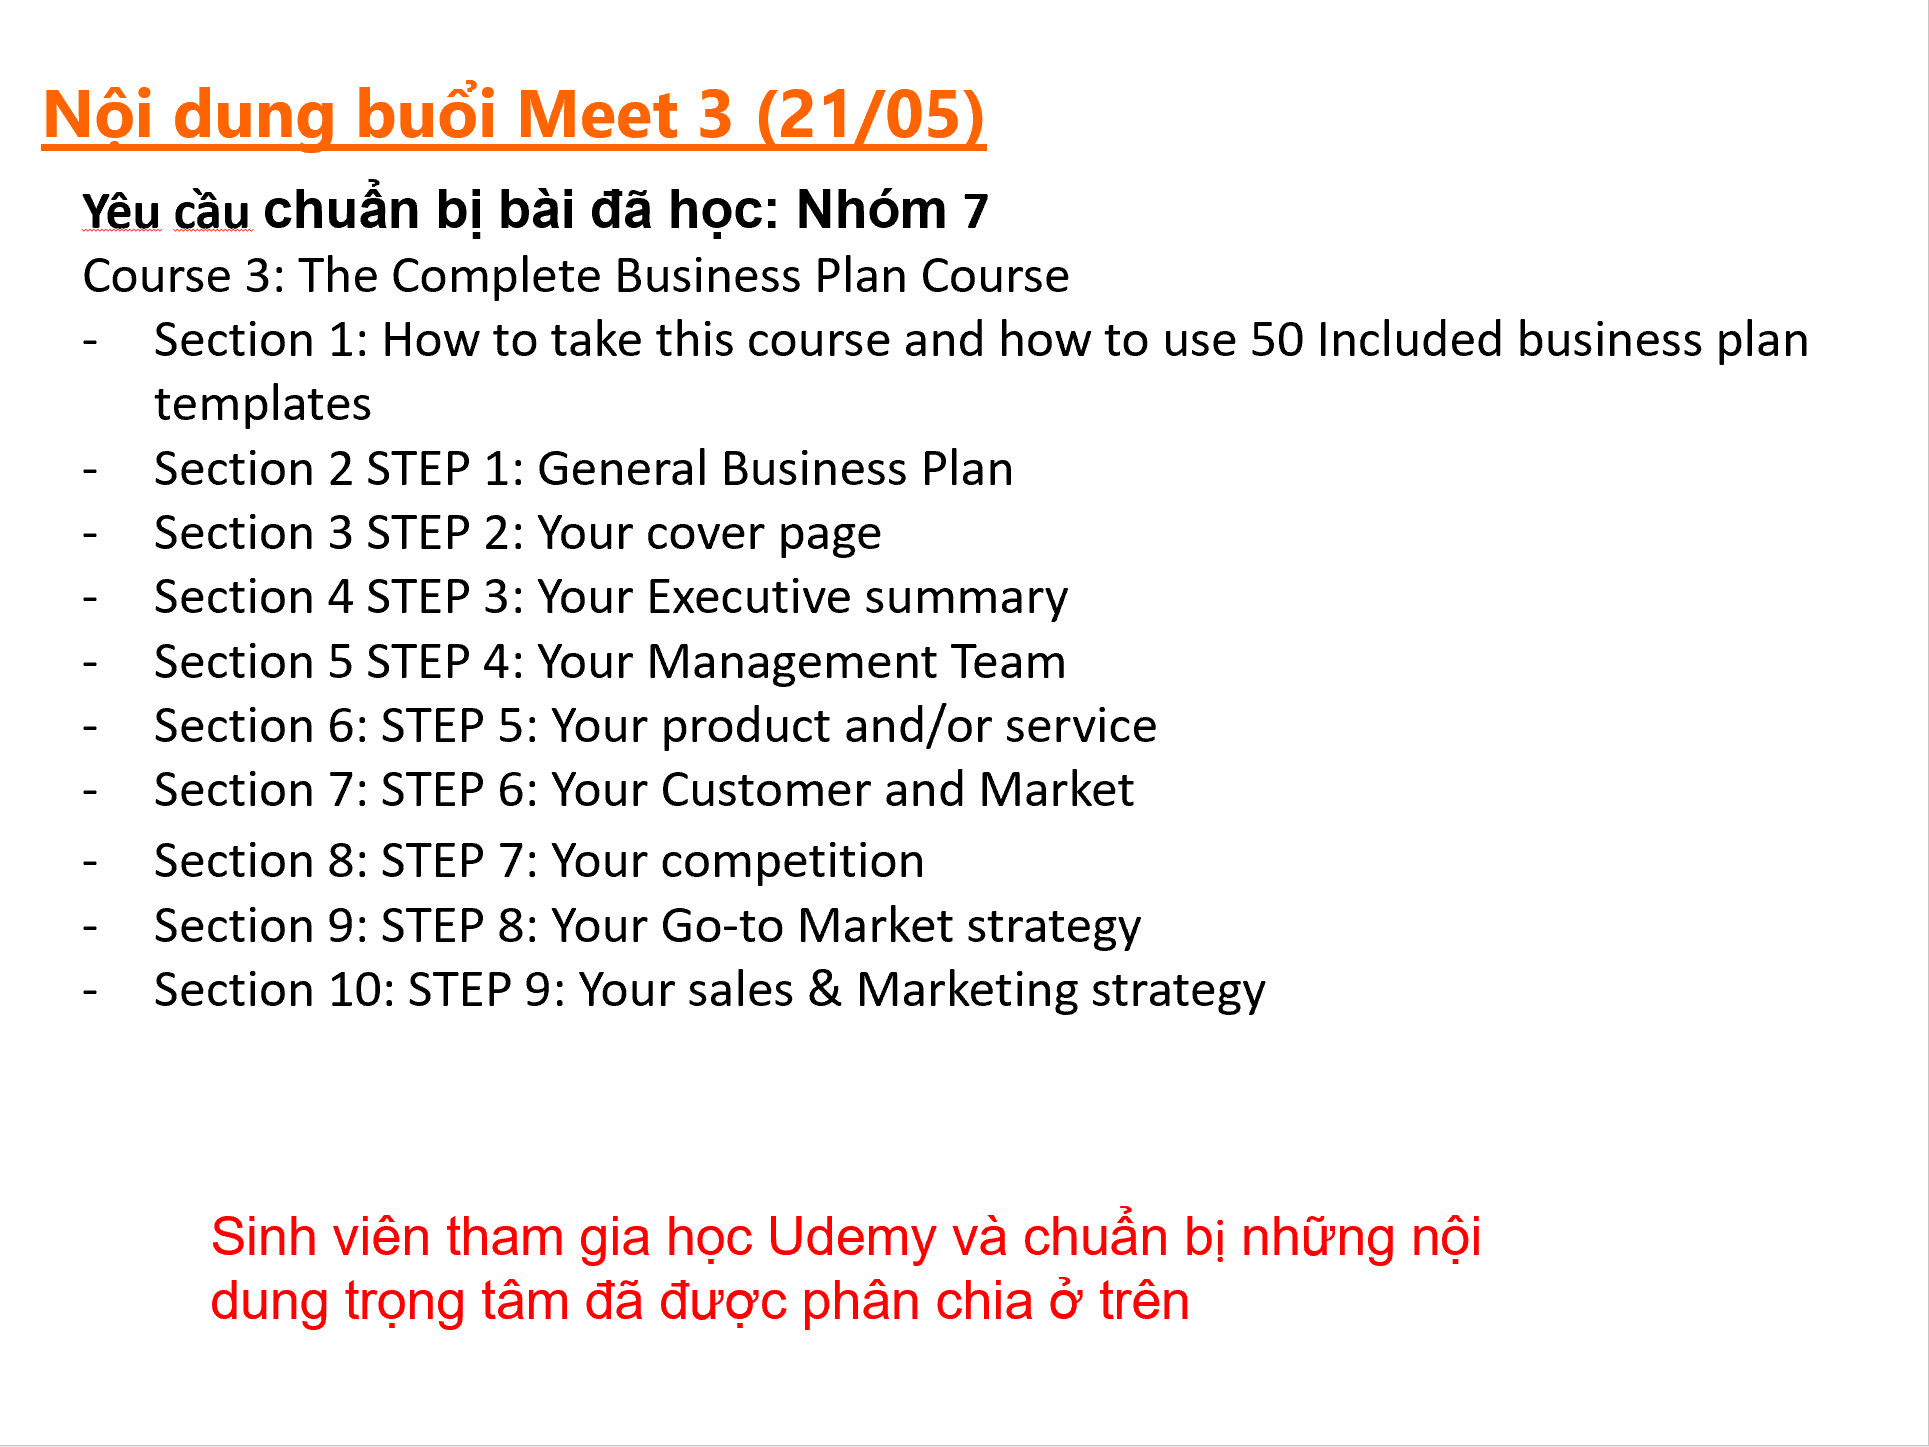 Nội dung buổi Meet 3 (21/05)
Yêu cầu chuẩn bị bài đã học: Nhóm 7
Course 3: The Complete Business Plan Course
- Section 1: How to take this course and how to use 50 Included business plan
templates
- Section 2 STEP 1: General Business Plan
- Section 3 STEP 2: Your cover page
- Section 4 STEP 3: Your Executive summary
- Section 5 STEP 4: Your Management Team
- Section 6: STEP 5: Your product and/or service
- Section 7: STEP 6: Your Customer and Market
- Section 8: STEP 7: Your competition
- Section 9: STEP 8: Your Go-to Market strategy
- Section 10: STEP 9: Your sales & Marketing strategy
Sinh viên tham gia học Udemy và chuẩn bị những nội
dung trọng tâm đã được phân chia ở trên